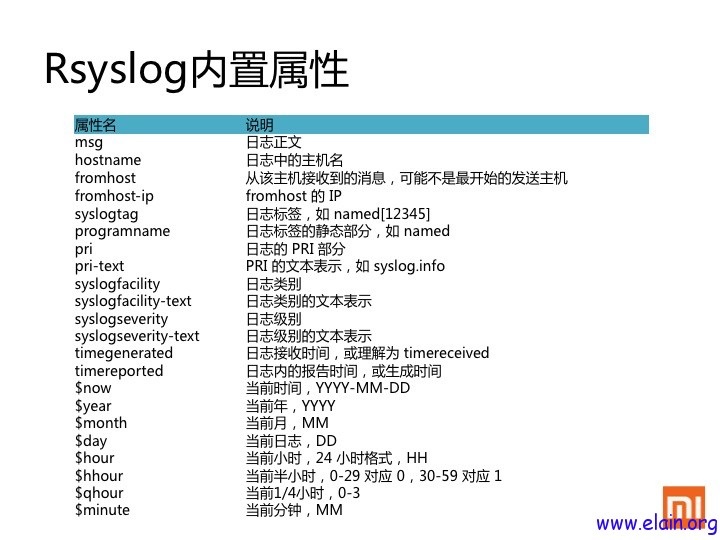 Rsyslog内置属性
属性名 说明
msg 日志正文
hostname 日志中的主机名
fromhost 从该主机接收到的消息，可能不是最开始的发送主机
fromhost-ip fromhost 的 IP
syslogtag 日志标签，如 named[12345]
programname 日志标签的静态部分，如 named
pri 日志的 PRI 部分
pri-text PRI 的文本表示，如 syslog.info
syslogfacility 日志类别
syslogfacility-text 日志类别的文本表示
syslogseverity 日志级别
syslogseverity-text 日志级别的文本表示
timegenerated 日志接收时间，或理解为 timereceived
timereported 日志内的报告时间，或生成时间
$now 当前时间，YYYY-MM-DD
$year 当前年，YYYY
$month 当前月，MM
$day 当前日志，DD
$hour 当前小时，24 小时格式，HH
$hhour 当前半小时，0-29 对应 0，30-59 对应 1
$qhour 当前1/4小时，0-3
$minute 当前分钟，MM
mi
www.elain.org